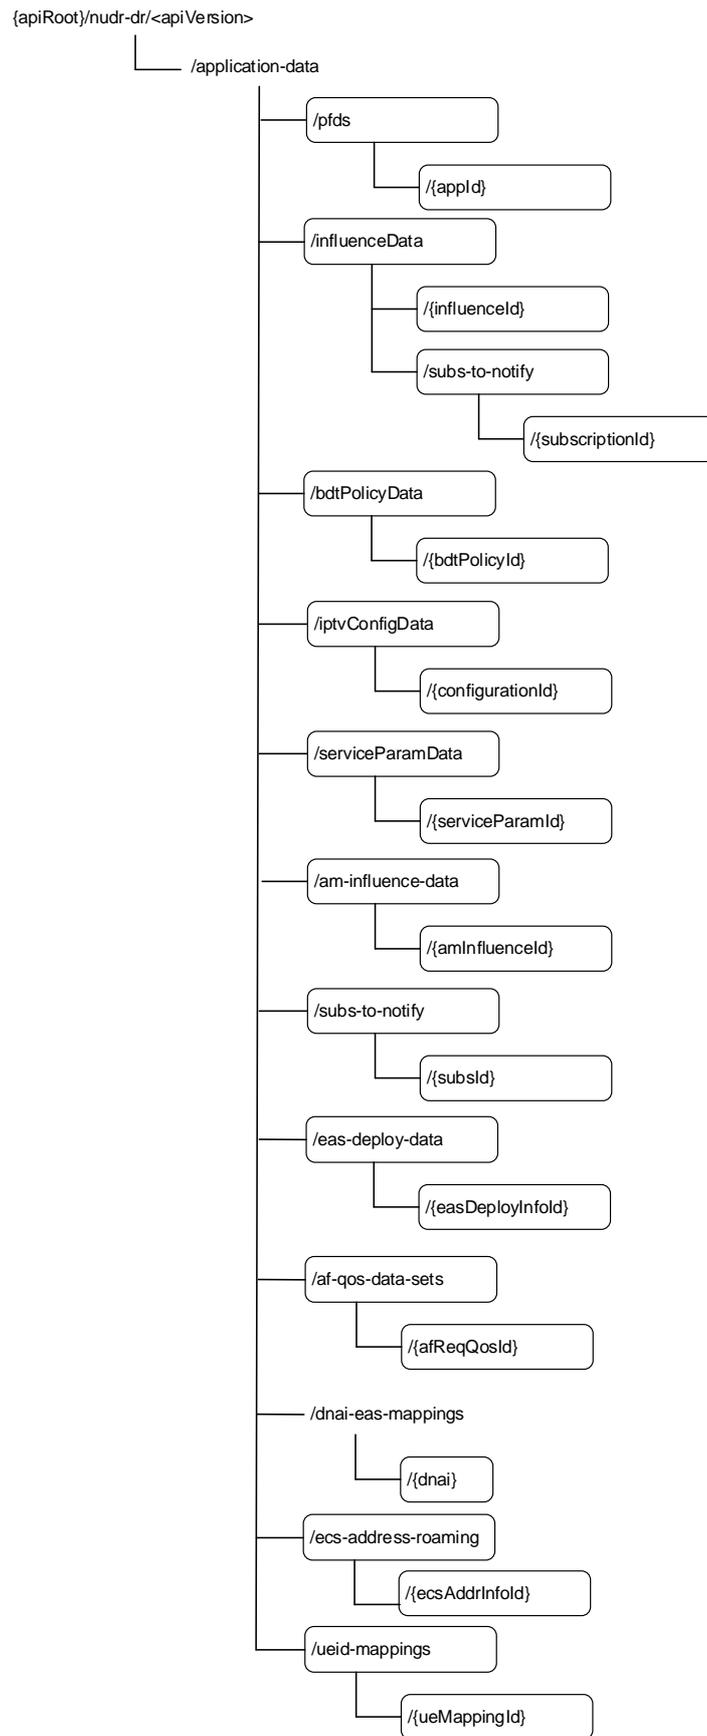 {apiRoot}/nudr-dr/<apiVersion>
/application-data
/pfds
/{appId}
/influenceData
/{influenceId}
/subs-to-notify
/{subscriptionId}
/bdtPolicyData
/{bdtPolicyId}
/iptvConfigData
/{configurationId}
/serviceParamData
/{serviceParamId}
/am-influence-data
/{amInfluenceId}
/subs-to-notify
/{subsId}
/eas-deploy-data
/{easDeployInfoId}
/af-qos-data-sets
/{afReqQosId}
/dnai-eas-mappings
/{dnai}
/ecs-address-roaming
/{ecsAddrInfoId}
/ueid-mappings
/{ueMappingId}